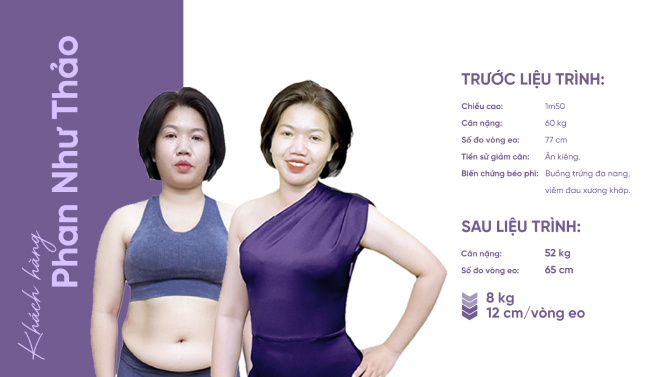 Khách hàng
Phan Như Thảo
TRƯỚC LIỆU TRÌNH:
Chiều cao: 1m50
Cân nặng: 60 kg
Số đo vòng eo: 77 cm
Tiền sử giảm cân: Ăn kiêng.
Biến chứng béo phì: Buồng trứng đa nang,
viêm đau xương khớp.
SAU LIỆU TRÌNH:
Cân nặng: 52 kg
Số đo vòng eo: 65 cm
8 kg
12 cm/vòng eo